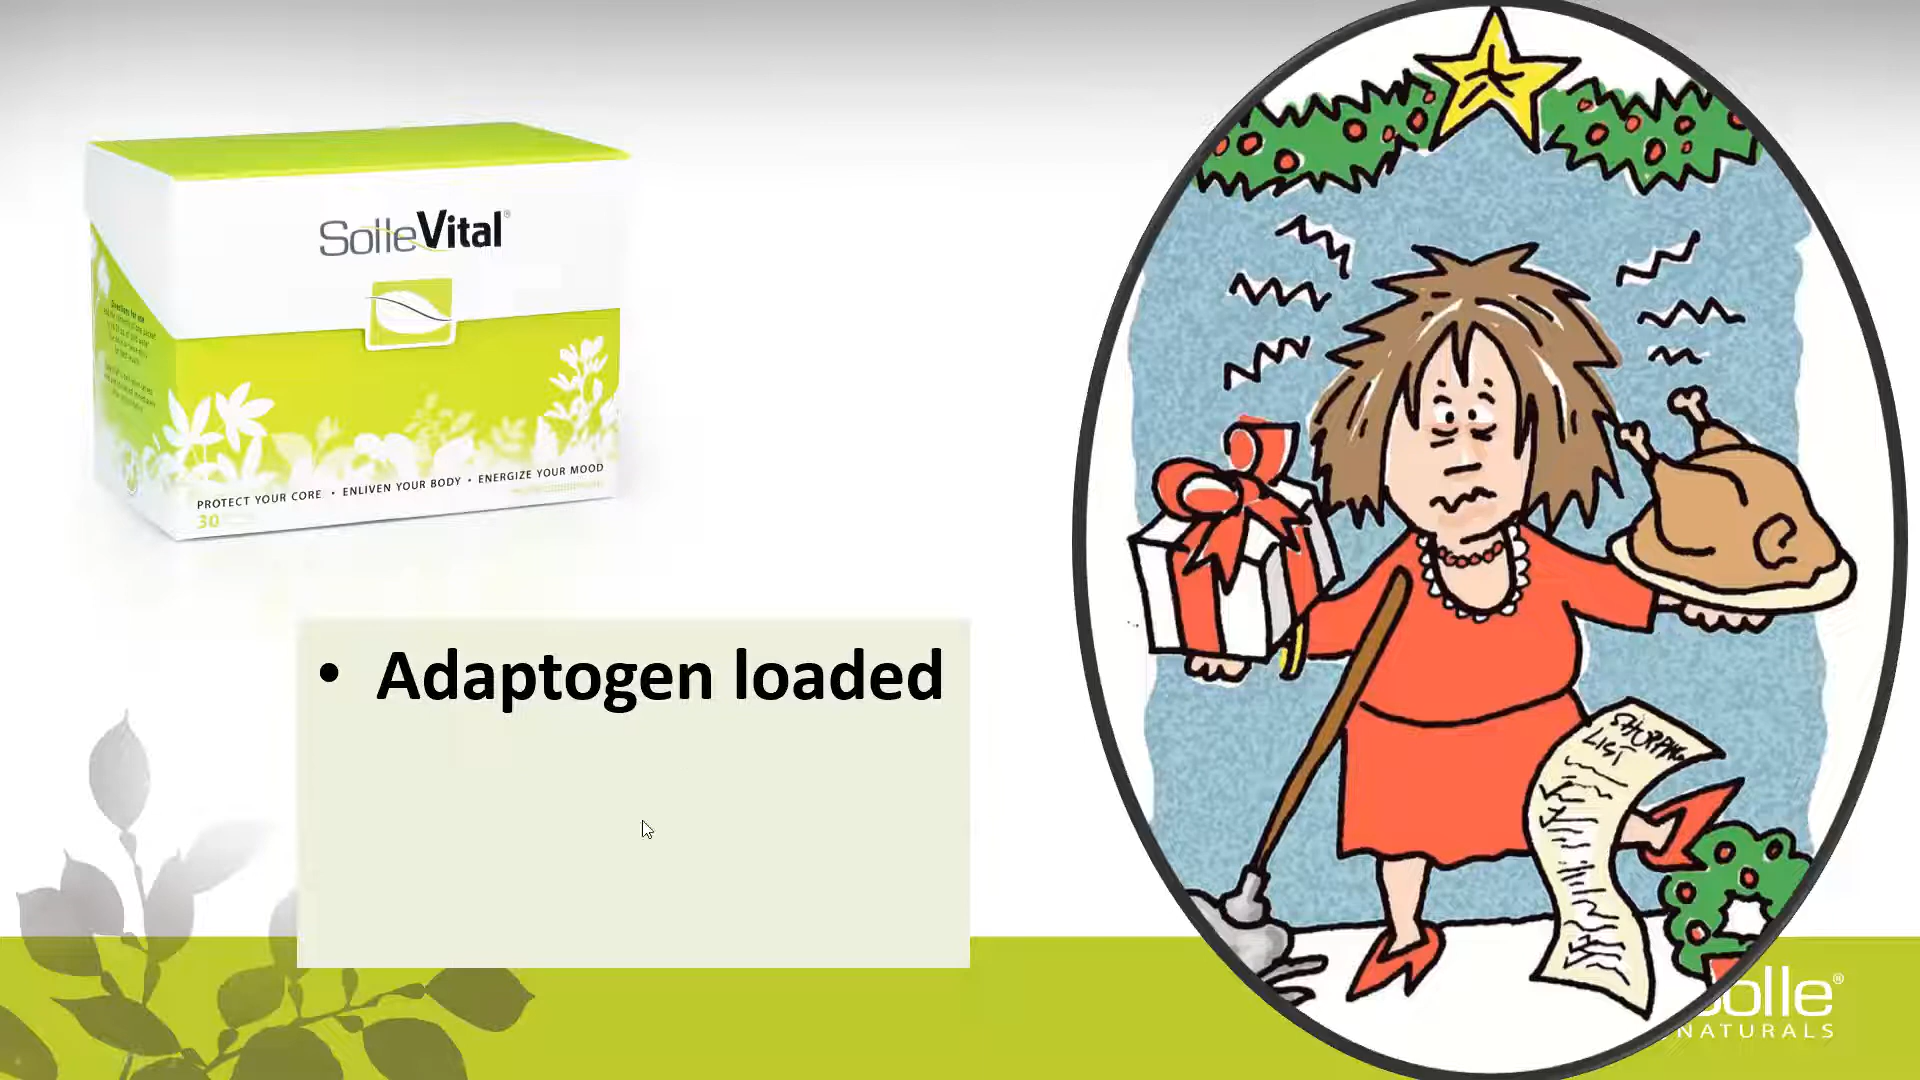 SolleVital®
PROTECT YOUR CORE • ENLIVEN YOUR BODY • ENERGIZE YOUR MOOD
30
• Adaptogen loaded
SHOPPING
LIST
olle®
NATURALS